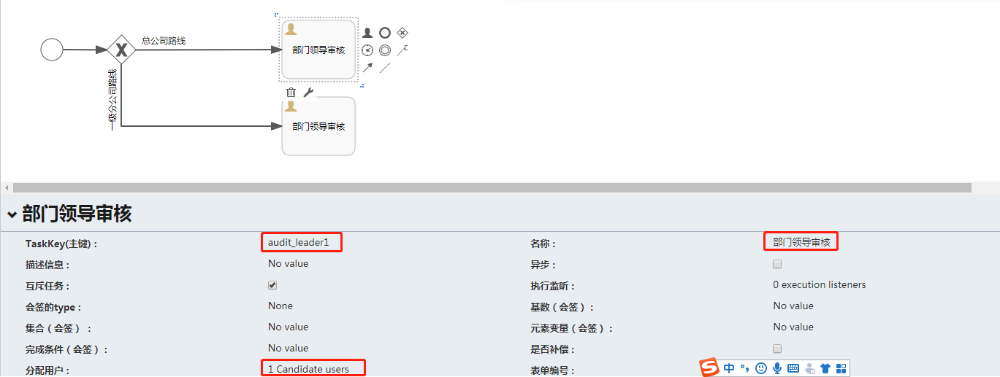 总公司路线
部门领导审核
一级分公司路线
部门领导审核
部门领导审核
TaskKey(主键)： audit_leader1 名称： 部门领导审核
描述信息： No value 异步：
互斥任务： 执行监听： 0 execution listeners
会签的type： None 基数（会签）： No value
集合（会签） ： No value 元素变量（会签）： No value
完成条件（会签）： No value 是否补偿：
分配用户： 1 Candidate users 表单编号：
S 中